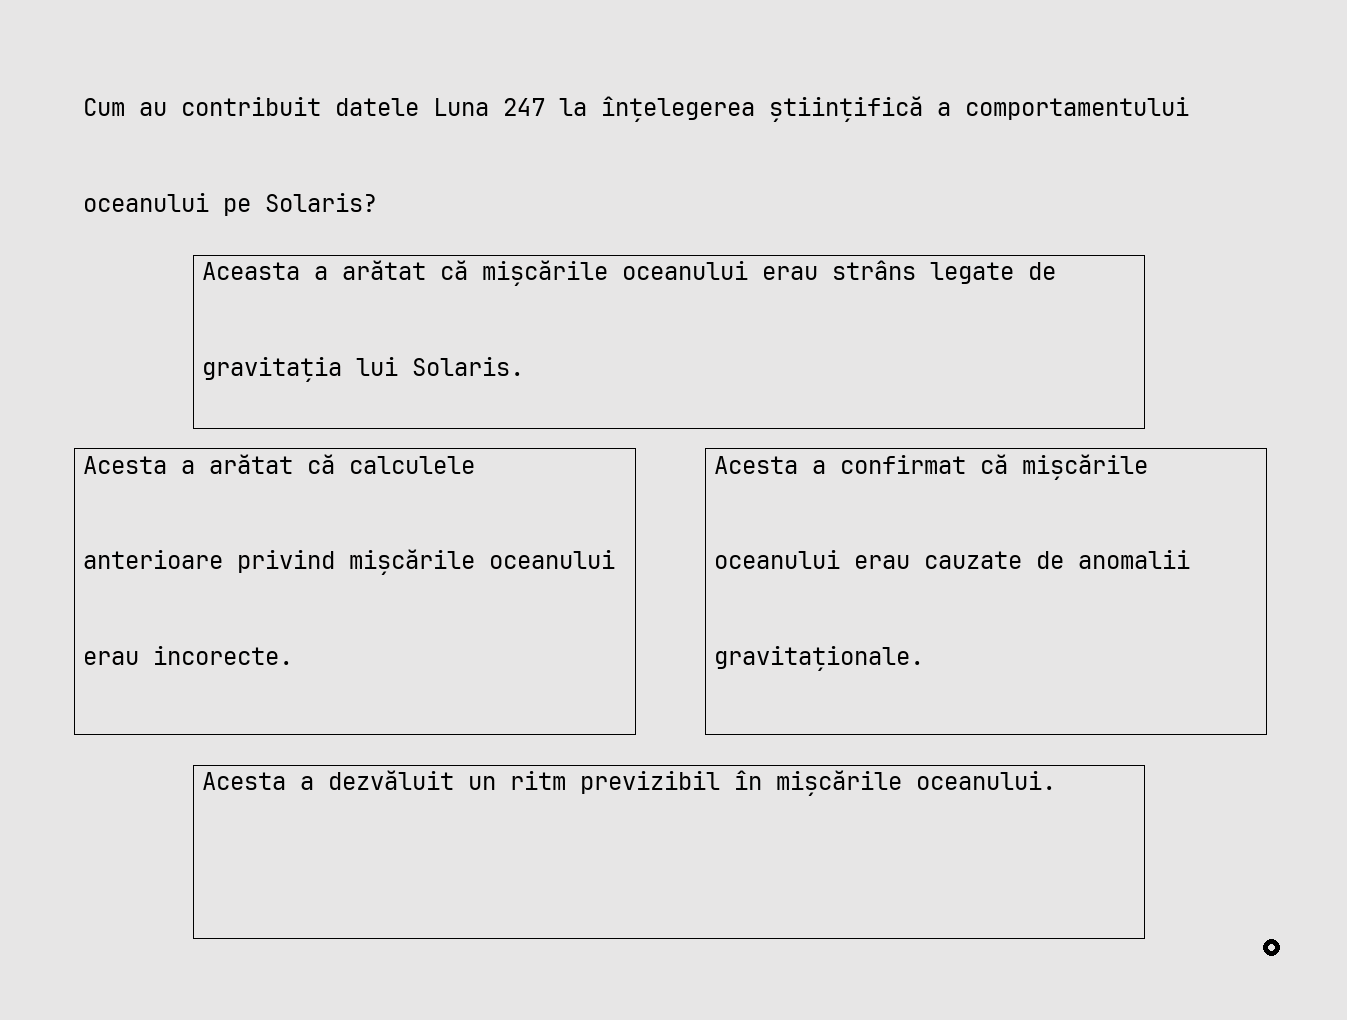 Cum au contribuit datele Luna 247 la înțelegerea științifică a comportamentului
oceanului pe Solaris?
Aceasta a arătat că mișcările oceanului erau strâns legate de
gravitația lui Solaris.
Acesta a arătat că calculele
anterioare privind mișcările oceanului
erau incorecte.
Acesta a confirmat că mișcările
oceanului erau cauzate de anomalii
gravitaționale.
Acesta a dezvăluit un ritm previzibil în mișcările oceanului.